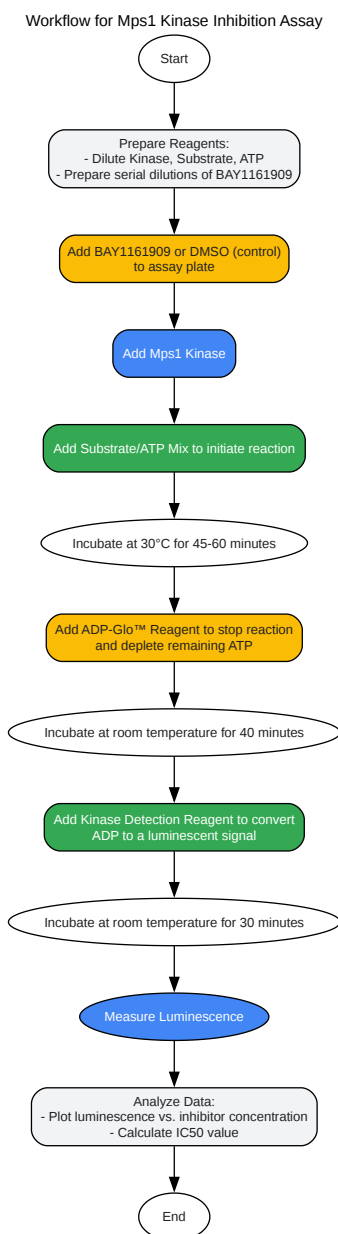 Workflow for Mps1 Kinase Inhibition Assay
Start
Prepare Reagents:
- Dilute Kinase, Substrate, ATP
- Prepare serial dilutions of BAY1161909
Add BAY1161909 or DMSO (control)
to assay plate
Add Mps1 Kinase
Add Substrate/ATP Mix to initiate reaction
Incubate at 30°C for 45-60 minutes
Add ADP-Glo™ Reagent to stop reaction
and deplete remaining ATP
Incubate at room temperature for 40 minutes
Add Kinase Detection Reagent to convert
ADP to a luminescent signal
Incubate at room temperature for 30 minutes
Measure Luminescence
Analyze Data:
- Plot luminescence vs. inhibitor concentration
- Calculate IC50 value
End